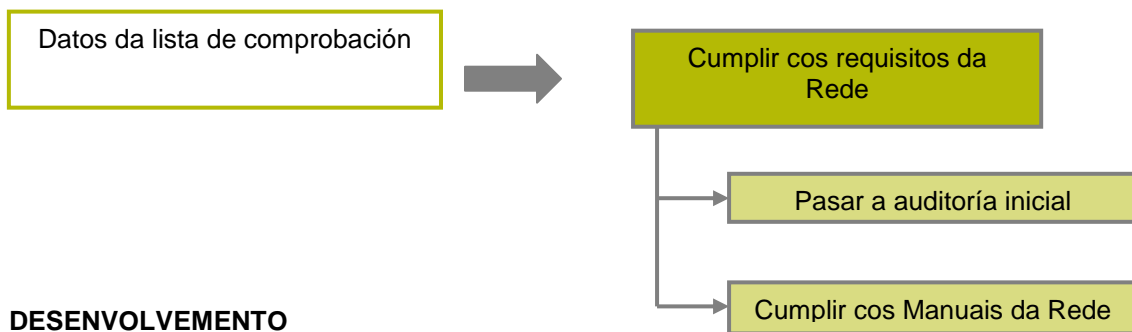 Datos da lista de comprobación
Cumplir cos requisitos da
Rede
Pasar a auditoría inicial
Cumplir cos Manuais da Rede
DESENVOLVEMENTO